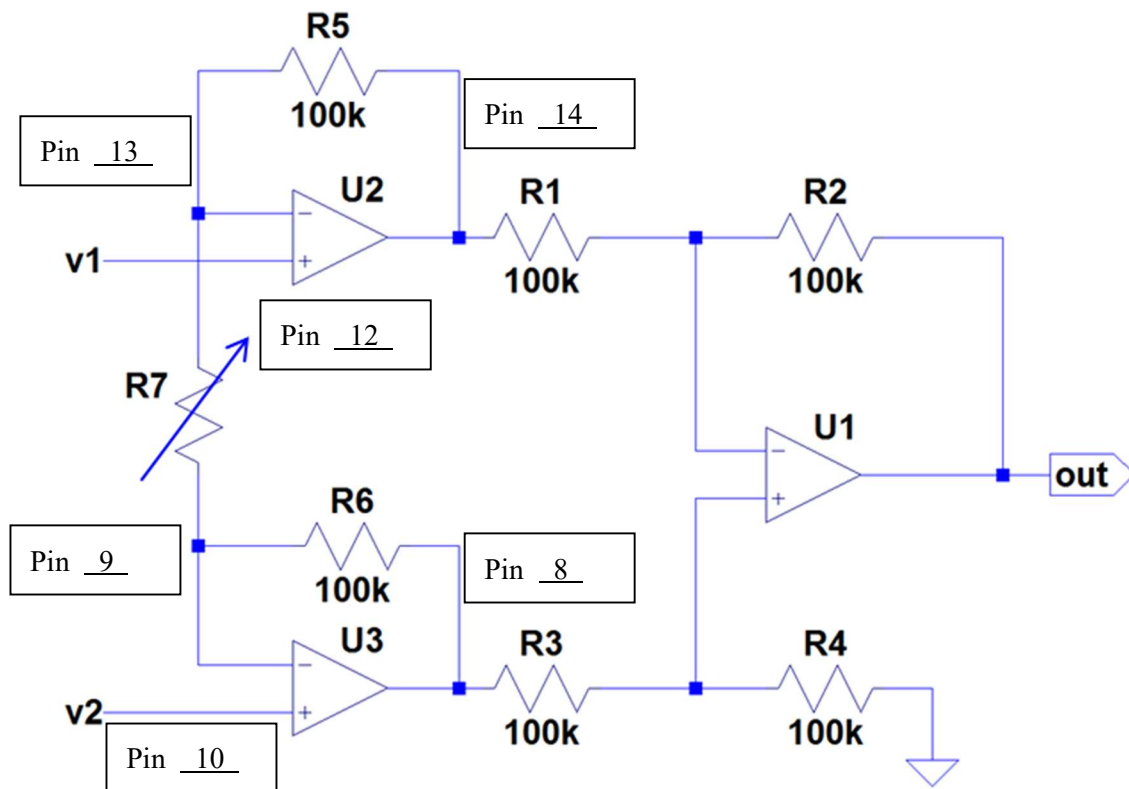 R5
100k
Pin 13
Pin 14
U2
R1
R2
100k
100k
v1
Pin 12
R7
U1
out
R6
100k
Pin 9
Pin 8
U3
R3
R4
100k
100k
v2
Pin 10